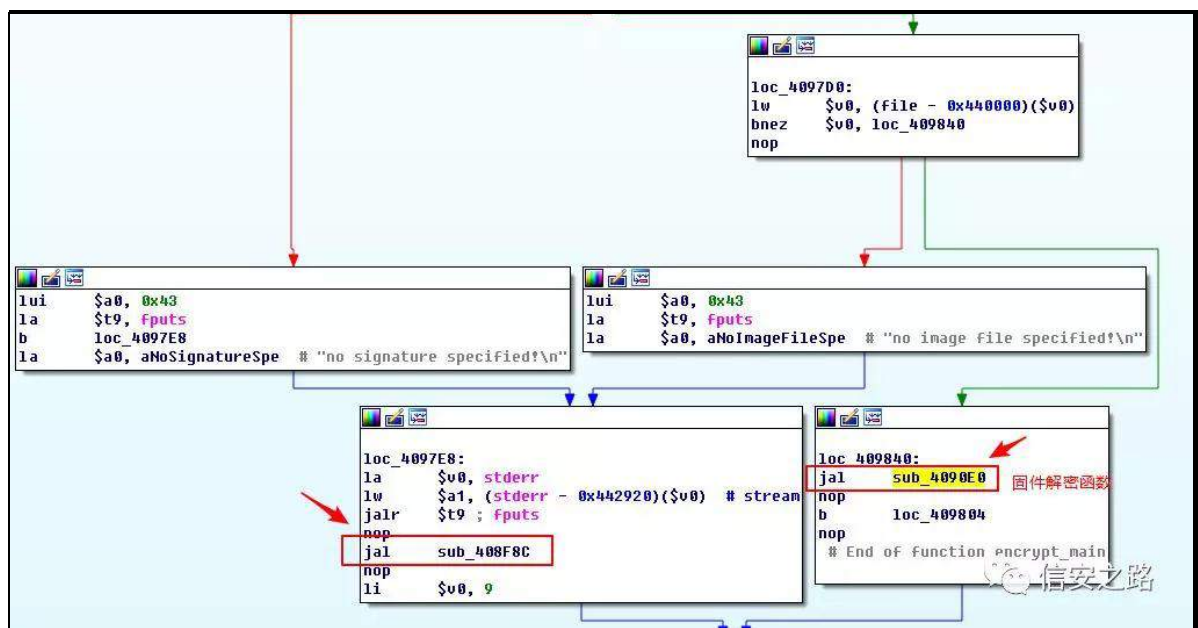 loc_4097D0:
lw $v0, (file - 0x440000)($v0)
bnez $v0, loc_409840
nop
lui $a0, 0x43
la $t9, fputs
b loc_4097E8
la $a0, aNoSignatureSpe # "no signature specified!\n"
lui $a0, 0x43
la $t9, fputs
la $a0, aNoImageFileSpe # "no image file specified!\n"
loc_4097E8:
la $v0, stderr
lw $a1, (stderr - 0x442920)($v0) # stream
jalr $t9 ; fputs
nop
jal sub_408F8C
nop
li $v0, 9
loc_409840:
jal sub_4090E0
固件解密函数
nop
b loc_409804
nop
# End of function encrypt_main
信安之路